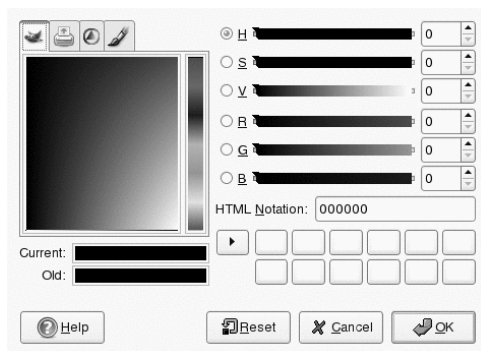 H 0
S 0
V 0
R 0
G 0
B 0
HTML Notation: 000000
Current:
Old:
Help Reset Cancel OK